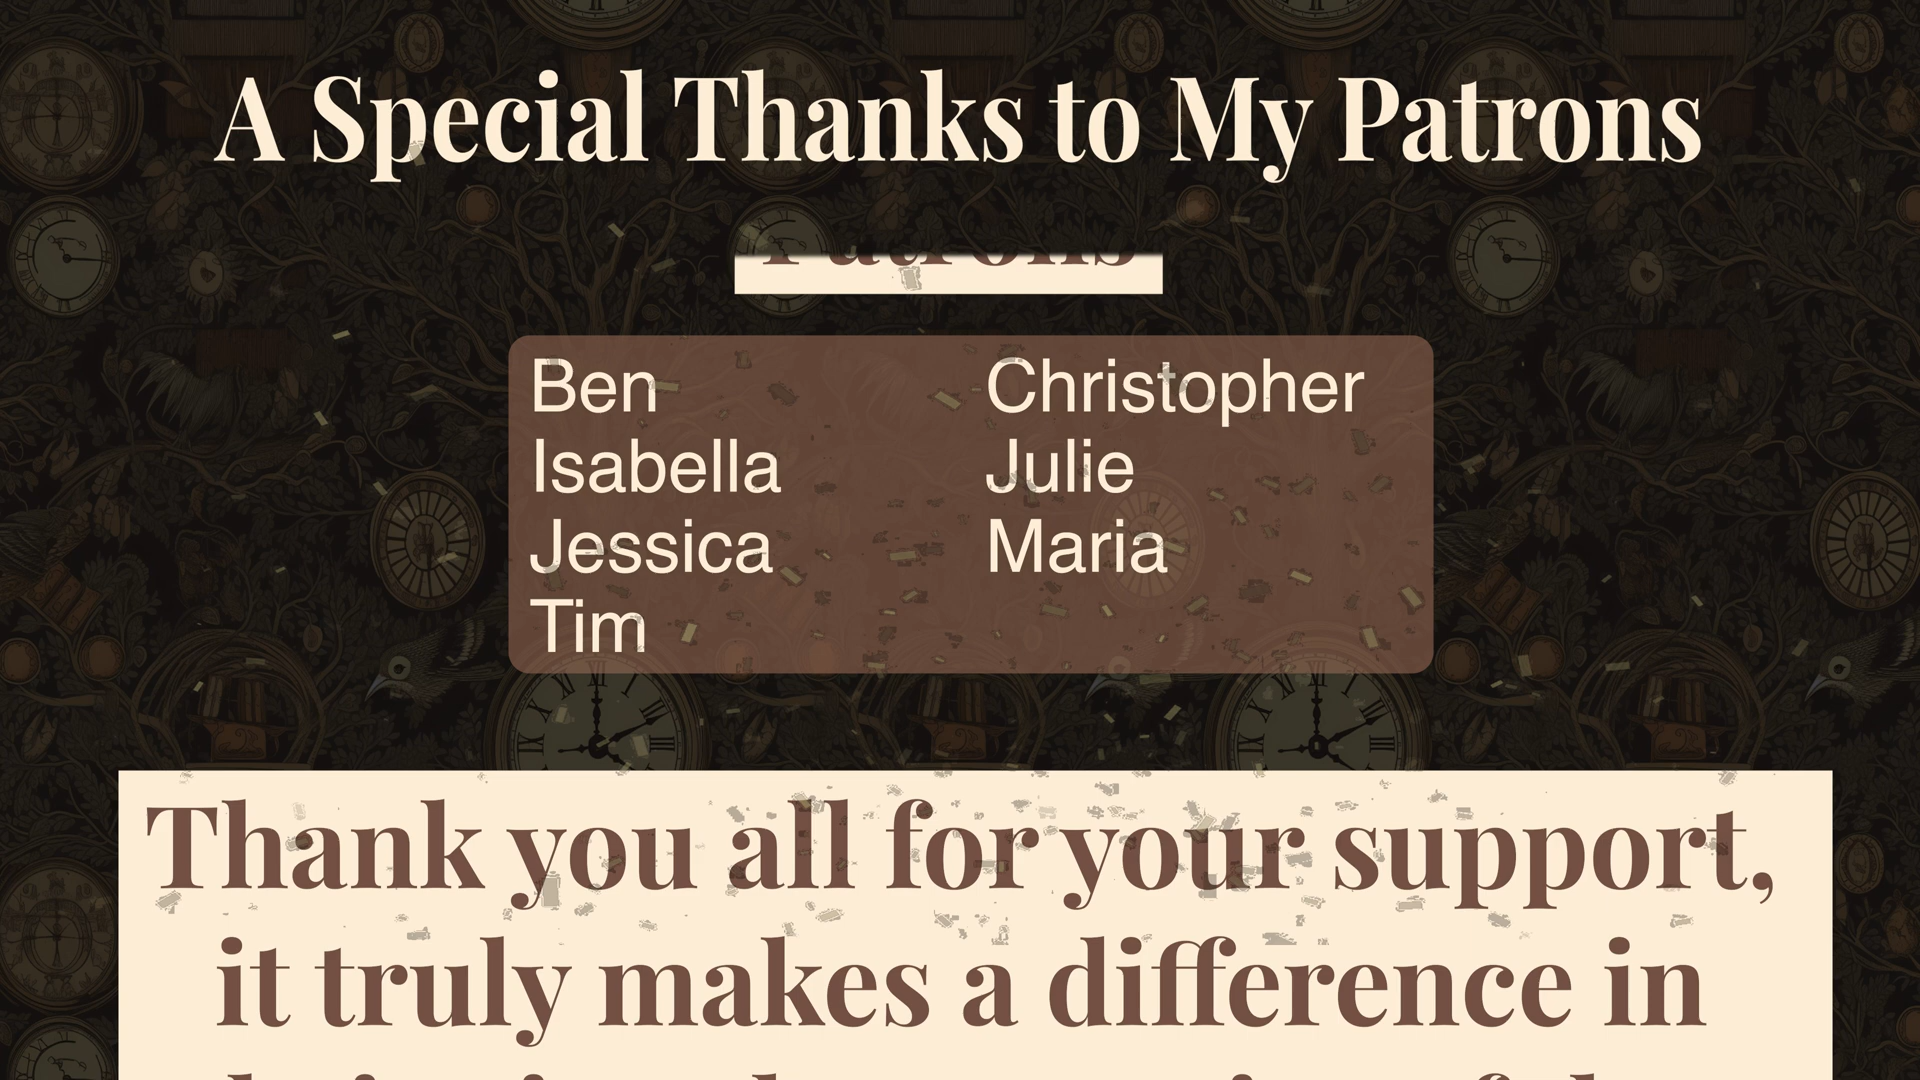 A Special Thanks to My Patrons
Patrons
Ben
Christopher
Isabella
Julie
Jessica
Maria
Tim
Thank you all for your support,
it truly makes a difference in